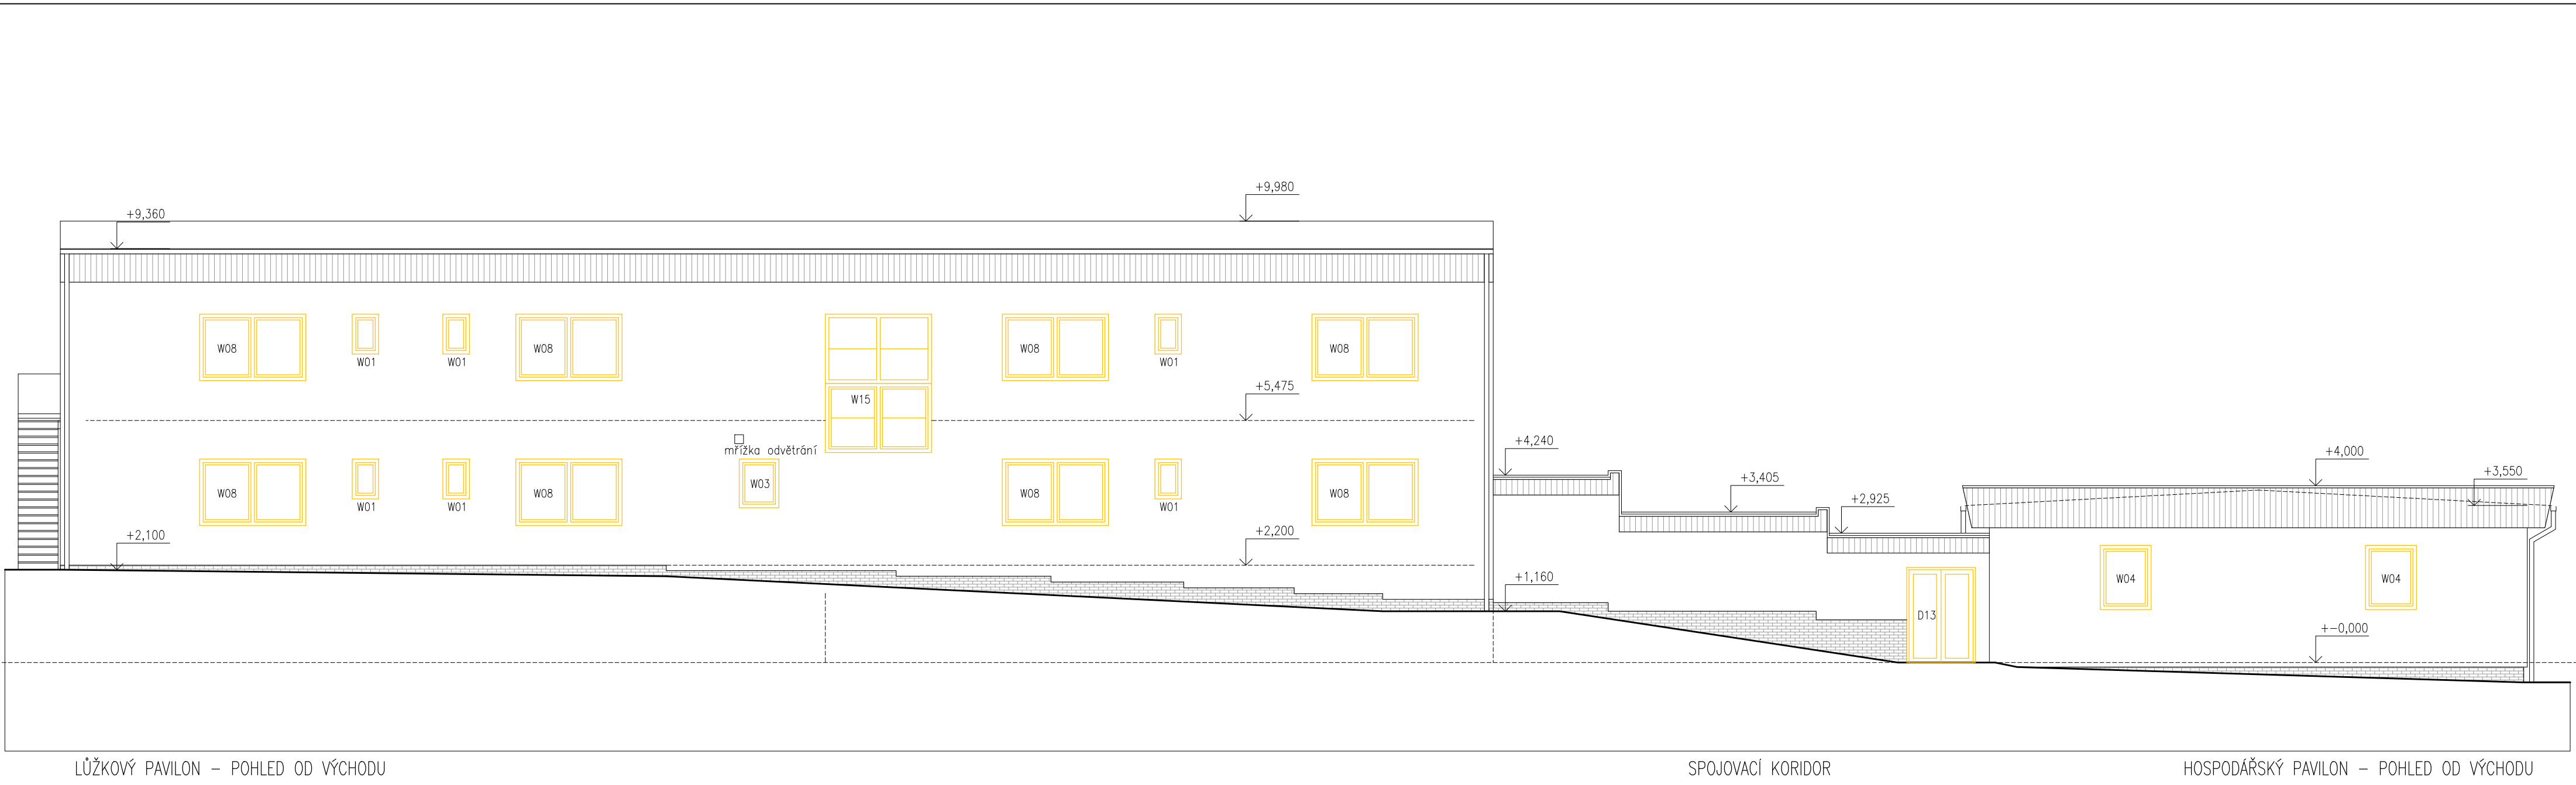 +9,980
+9,360
W08 W01 W01 W08 W08 W01 W08
+5,475
W15
+4,240
mřížka odvětrání
+4,000
+3,550
+3,405
W08 W01 W01 W08 W03 W08 W01 W08
+2,925
+2,100
+2,200
+1,160
W04 W04
D13
+-0,000
LŮŽKOVÝ PAVILON - POHLED OD VÝCHODU
SPOJOVACÍ KORIDOR
HOSPODÁŘSKÝ PAVILON - POHLED OD VÝCHODU